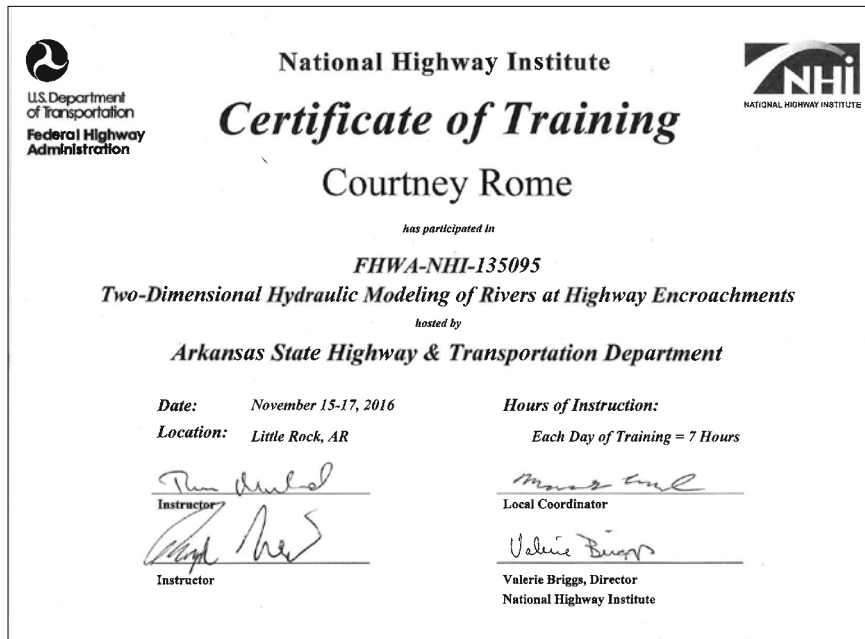 U.S. Department
of Transportation
Federal Highway
Administration
National Highway Institute
Certificate of Training
NHi
NATIONAL HIGHWAY INSTITUTE
Courtney Rome
has participated in
FHWA-NHI-135095
Two-Dimensional Hydraulic Modeling of Rivers at Highway Encroachments
hosted by
Arkansas State Highway & Transportation Department
Date: November 15-17, 2016
Location: Little Rock, AR
Hours of Instruction:
Each Day of Training = 7 Hours
Instructor
Instructor
Local Coordinator
Valerie Briggs
Valerie Briggs, Director
National Highway Institute